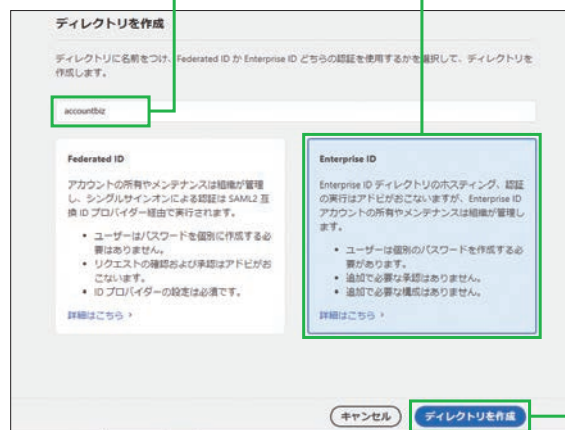 ディレクトリを作成
ディレクトリに名前をつけ、Federated ID か Enterprise ID どちらの認証を使用するかを選択して、ディレクトリを
作成します。
accountbiz
Federated ID
アカウントの所有やメンテナンスは組織が管理
し、シングルサインオンによる認証は SAML2 互
換 ID プロバイダー経由で実行されます。
• ユーザーはパスワードを個別に作成する必
要はありません。
• リクエストの確認および承認はアドビがお
こないます。
• ID プロバイダーの設定は必須です。
詳細はこちら ›
Enterprise ID
Enterprise ID ディレクトリのホスティング、認証
の実行はアドビがおこないますが、Enterprise ID
アカウントの所有やメンテナンスは組織が管理し
ます。
• ユーザーは個別のパスワードを作成する必
要があります。
• 追加で必要な承認はありません。
• 追加で必要な構成はありません。
詳細はこちら ›
キャンセル
ディレクトリを作成